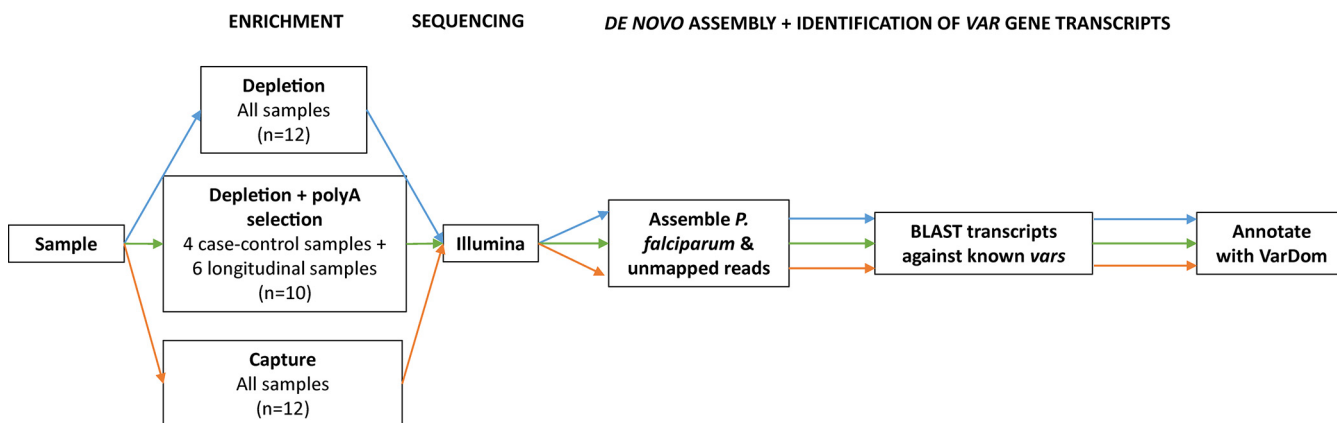 ENRICHMENT
SEQUENCING
DE NOVO ASSEMBLY + IDENTIFICATION OF VAR GENE TRANSCRIPTS
Depletion
All samples
(n=12)
Depletion + polyA
selection
4 case-control samples +
6 longitudinal samples
(n=10)
Capture
All samples
(n=12)
Sample
Illumina
Assemble P.
falciparum &
unmapped reads
BLAST transcripts
against known vars
Annotate
with VarDom